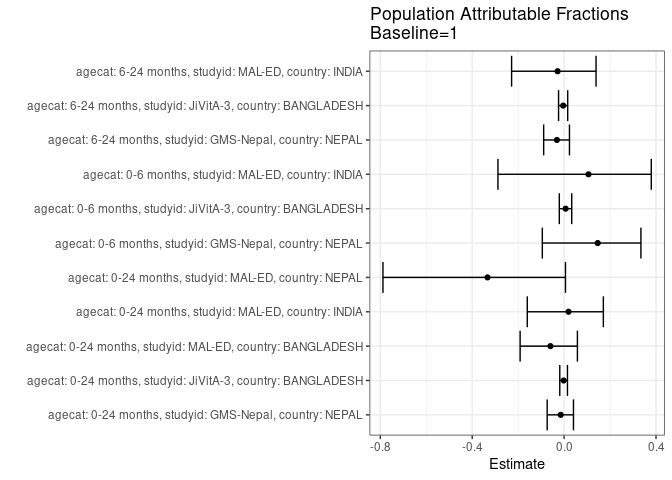 Population Attributable Fractions
Baseline=1
agecat: 6-24 months, studyid: MAL-ED, country: INDIA
agecat: 6-24 months, studyid: JiVitA-3, country: BANGLADESH
agecat: 6-24 months, studyid: GMS-Nepal, country: NEPAL
agecat: 0-6 months, studyid: MAL-ED, country: INDIA
agecat: 0-6 months, studyid: JiVitA-3, country: BANGLADESH
agecat: 0-6 months, studyid: GMS-Nepal, country: NEPAL
agecat: 0-24 months, studyid: MAL-ED, country: NEPAL
agecat: 0-24 months, studyid: MAL-ED, country: INDIA
agecat: 0-24 months, studyid: MAL-ED, country: BANGLADESH
agecat: 0-24 months, studyid: JiVitA-3, country: BANGLADESH
agecat: 0-24 months, studyid: GMS-Nepal, country: NEPAL
-0.8 -0.4 0.0 0.4
Estimate